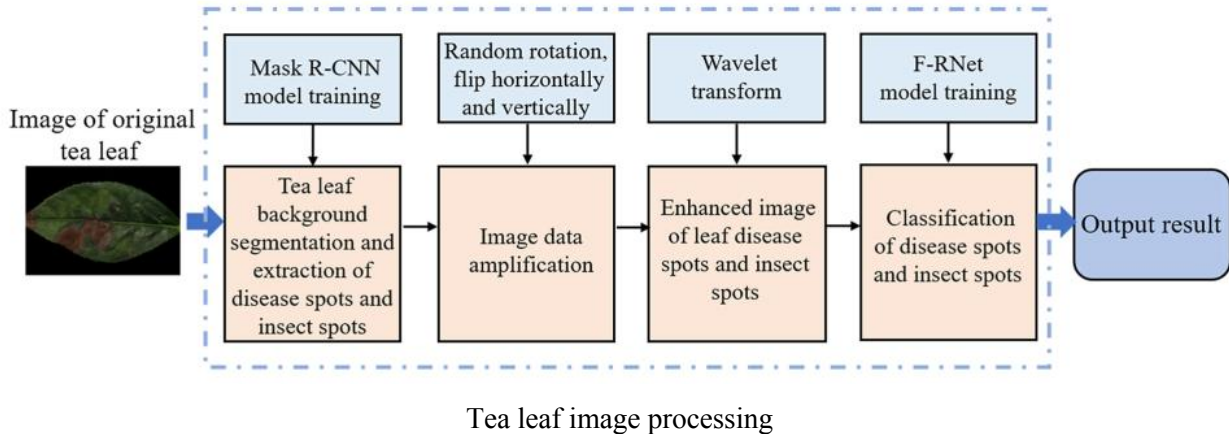 Image of original
tea leaf
Mask R-CNN
model training
Random rotation,
flip horizontally
and vertically
Wavelet
transform
F-RNet
model training
Tea leaf
background
segmentation and
extraction of
disease spots and
insect spots
Image data
amplification
Enhanced image
of leaf disease
spots and insect
spots
Classification
of disease spots
and insect spots
Output result
Tea leaf image processing